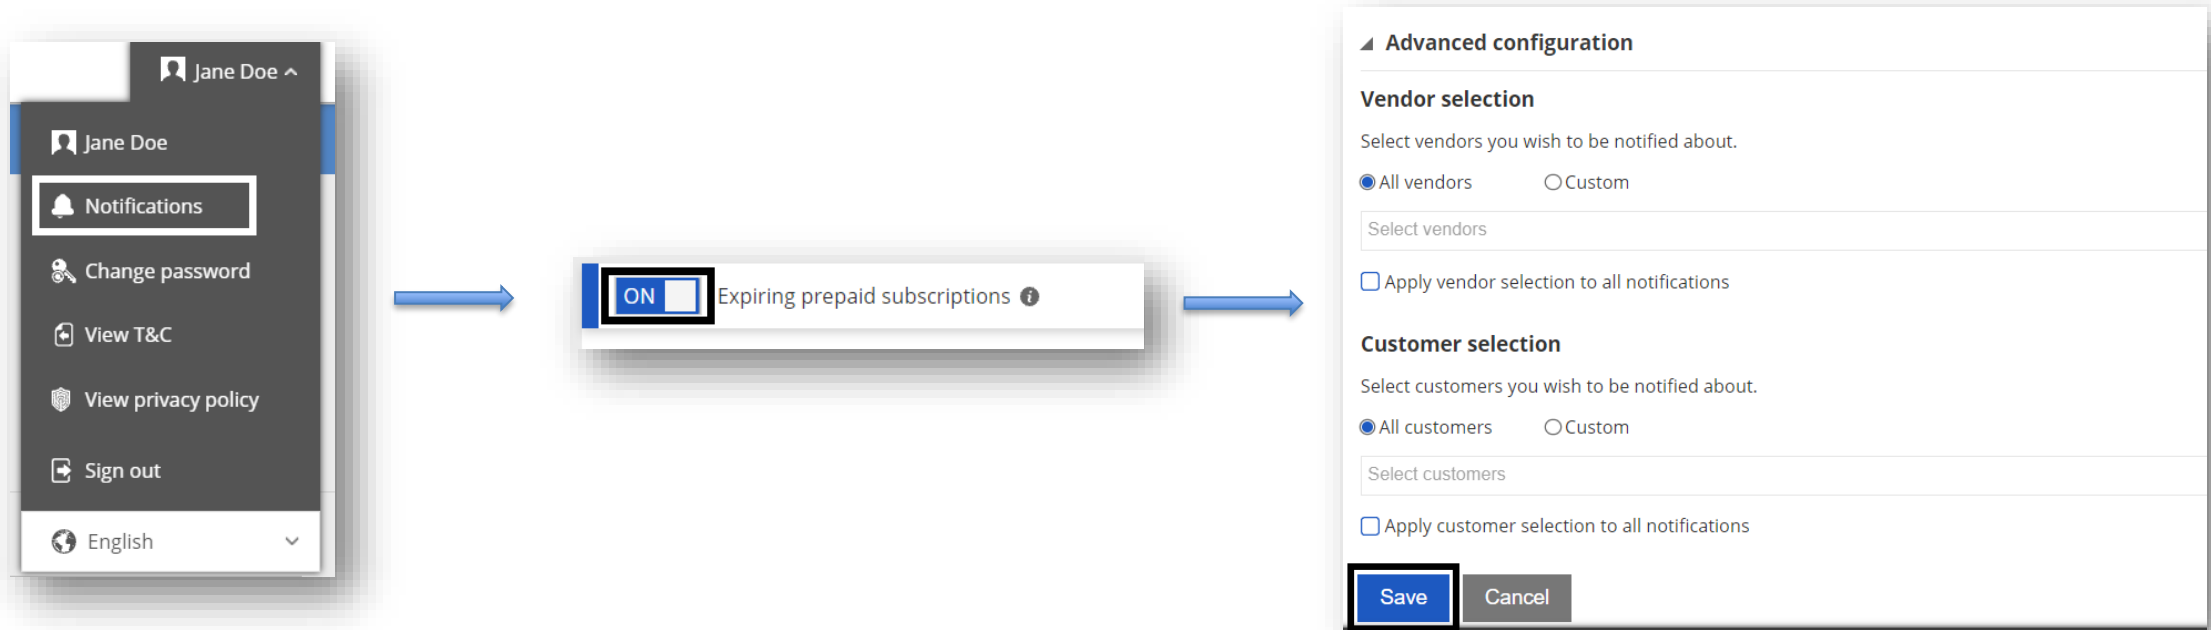 Jane Doe
Jane Doe
Notifications
Change password
View T&C
View privacy policy
Sign out
English
ON Expiring prepaid subscriptions
Advanced configuration
Vendor selection
Select vendors you wish to be notified about.
All vendors Custom
Select vendors
Apply vendor selection to all notifications
Customer selection
Select customers you wish to be notified about.
All customers Custom
Select customers
Apply customer selection to all notifications
Save Cancel